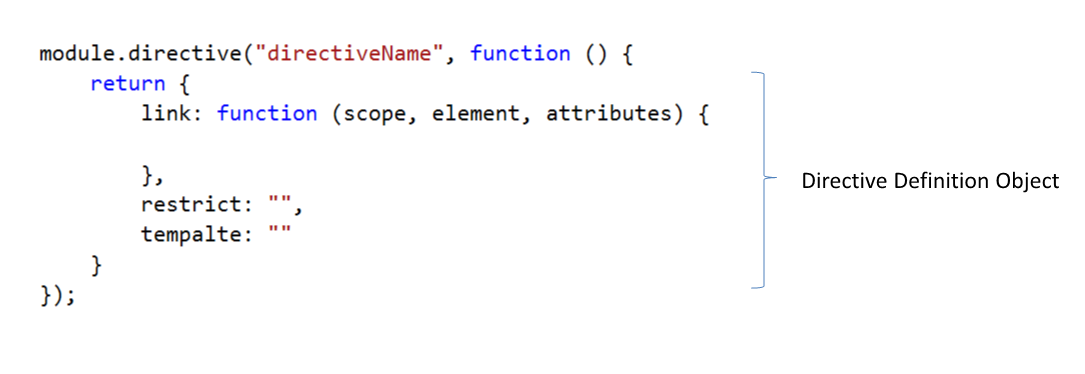 module.directive("directiveName", function () {
return {
link: function (scope, element, attributes) {
},
restrict: "",
tempalte: ""
}
});
Directive Definition Object